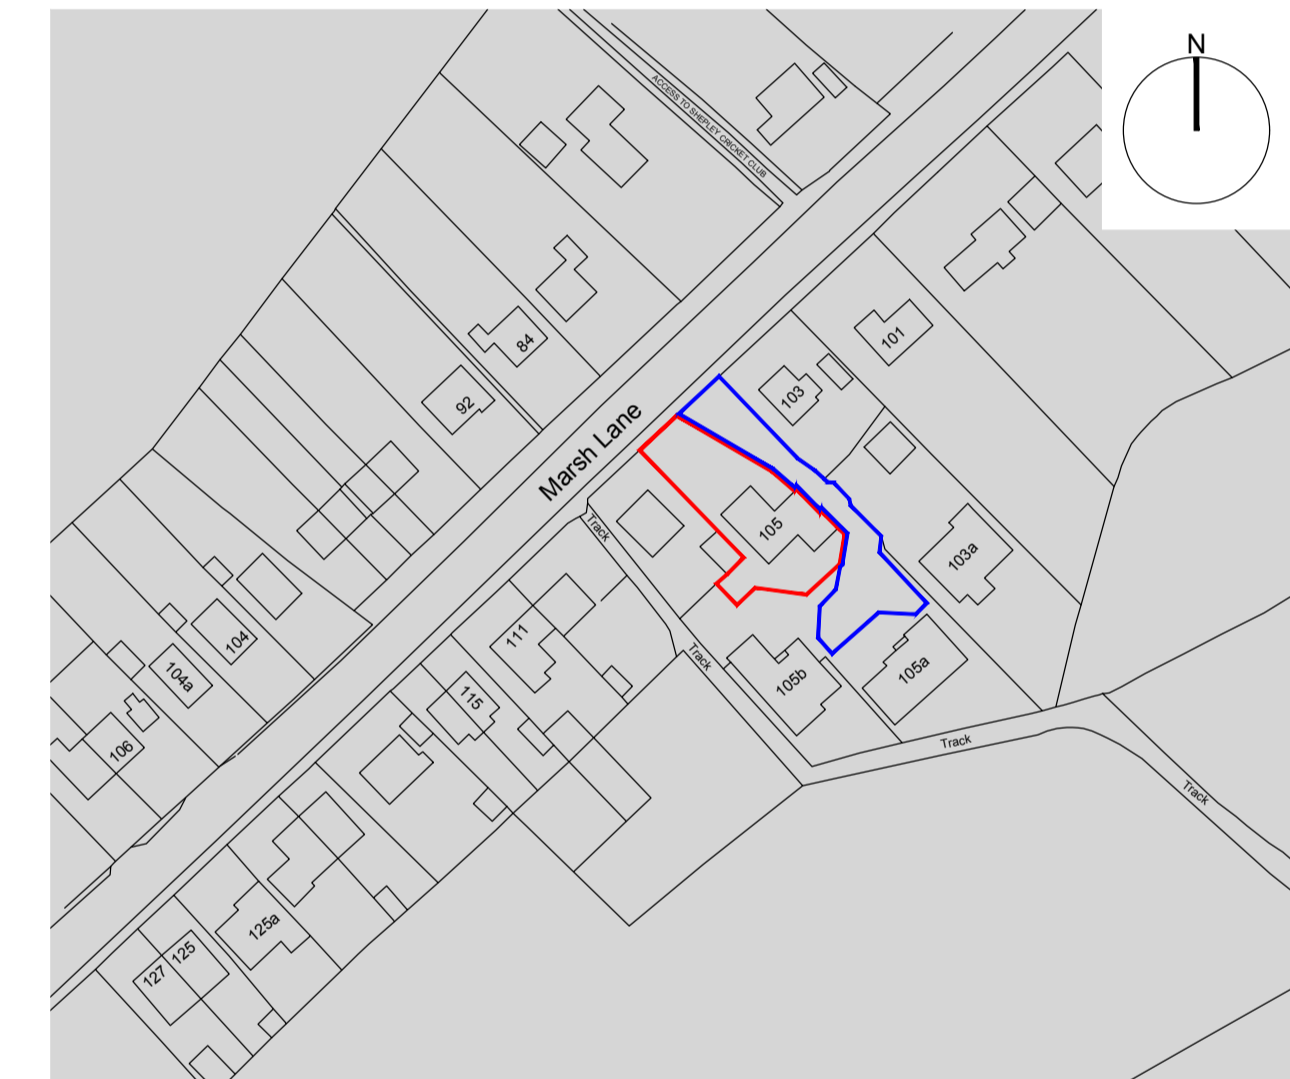 N
ACCESS TO SHEPLEY CRICKET CLUB
84
101
92
103
Marsh Lane
105
Track
103a
104
111
Track
105b
105a
104a
115
106
Track
Track
125a
125
127